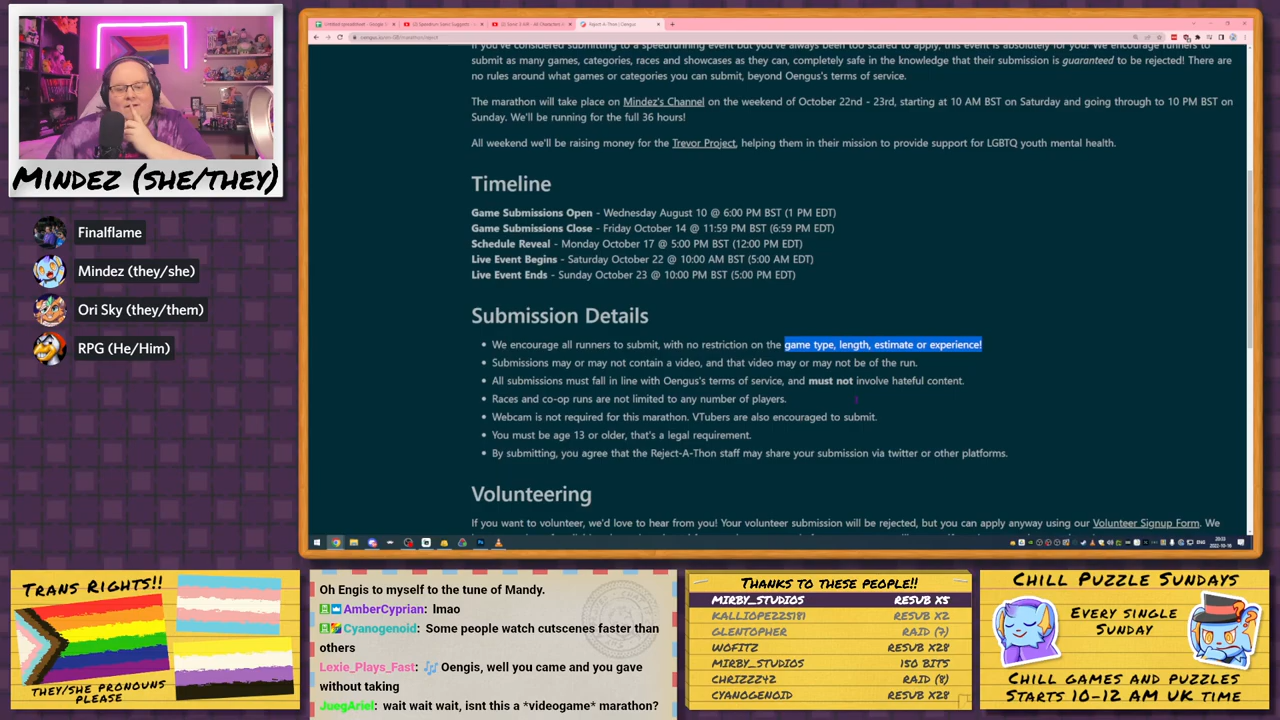 MINDEZ (SHE/THEY)
Finalflame
Mindez (they/she)
Ori Sky (they/them)
RPG (He/Him)
Reject-A-Thon | Oengus
If you've considered submitting to a speedrunning event but you've always been too scared to apply, this event is absolutely for you! We encourage runners to
submit as many games, categories, races and showcases as they can, completely safe in the knowledge that their submission is guaranteed to be rejected! There are
no rules around what games or categories you can submit, beyond Oengus's terms of service.
The marathon will take place on Mindez's Channel on the weekend of October 22nd - 23rd, starting at 10 AM BST on Saturday and going through to 10 PM BST on
Sunday. We'll be running for the full 36 hours!
All weekend we'll be raising money for the Trevor Project, helping them in their mission to provide support for LGBTQ youth mental health.
Timeline
Game Submissions Open - Wednesday August 10 @ 6:00 PM BST (1 PM EDT)
Game Submissions Close - Friday October 14 @ 11:59 PM BST (6:59 PM EDT)
Schedule Reveal - Monday October 17 @ 5:00 PM BST (12:00 PM EDT)
Live Event Begins - Saturday October 22 @ 10:00 AM BST (5:00 AM EDT)
Live Event Ends - Sunday October 23 @ 10:00 PM BST (5:00 PM EDT)
Submission Details
We encourage all runners to submit, with no restriction on the game type, length, estimate or experience!
Submissions may or may not contain a video, and that video may or may not be of the run.
All submissions must fall in line with Oengus's terms of service, and must not involve hateful content.
Races and co-op runs are not limited to any number of players.
Webcam is not required for this marathon. VTubers are also encouraged to submit.
You must be age 13 or older, that's a legal requirement.
By submitting, you agree that the Reject-A-Thon staff may share your submission via twitter or other platforms.
Volunteering
If you want to volunteer, we'd love to hear from you! Your volunteer submission will be rejected, but you can apply anyway using our Volunteer Signup Form. We
TRANS RIGHTS!!
THEY/SHE PRONOUNS
PLEASE
Oh Engis to myself to the tune of Mandy.
AmberCyprian: lmao
Cyanogenoid: Some people watch cutscenes faster than
others
Lexie_Plays_Fast: 🎶 Oengis, well you came and you gave
without taking
JuegAriel: wait wait wait, isnt this a *videogame* marathon?
THANKS TO THESE PEOPLE!!
MIRBY_STUDIOS RESUB X5
KALLIOPE225181 RESUB X2
GLENTOPHER RAID (7)
WOFITZ RESUB X28
MIRBY_STUDIOS 150 BITS
CHRIZZZ42 RAID (8)
CYANOGENOID RESUB X28
CHILL PUZZLE SUNDAYS
EVERY SINGLE
SUNDAY
CHILL GAMES AND PUZZLES
STARTS 10-12 AM UK TIME